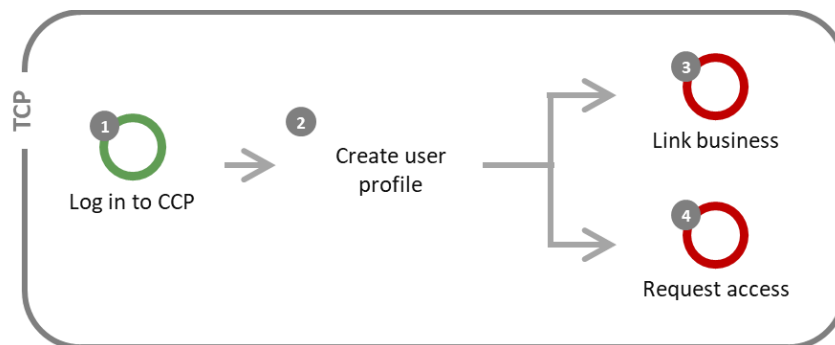 TCP
1
Log in to CCP
2
Create user
profile
3
Link business
4
Request access